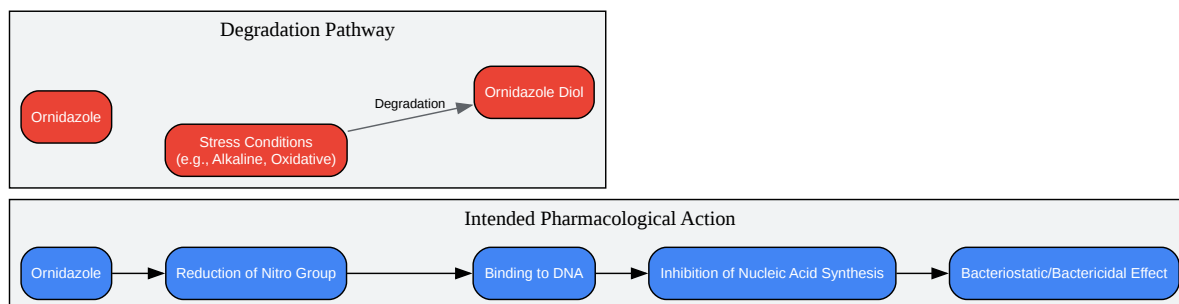 Degradation Pathway
Ornidazole
Stress Conditions
(e.g., Alkaline, Oxidative)
Degradation
Ornidazole Diol
Intended Pharmacological Action
Ornidazole
Reduction of Nitro Group
Binding to DNA
Inhibition of Nucleic Acid Synthesis
Bacteriostatic/Bactericidal Effect